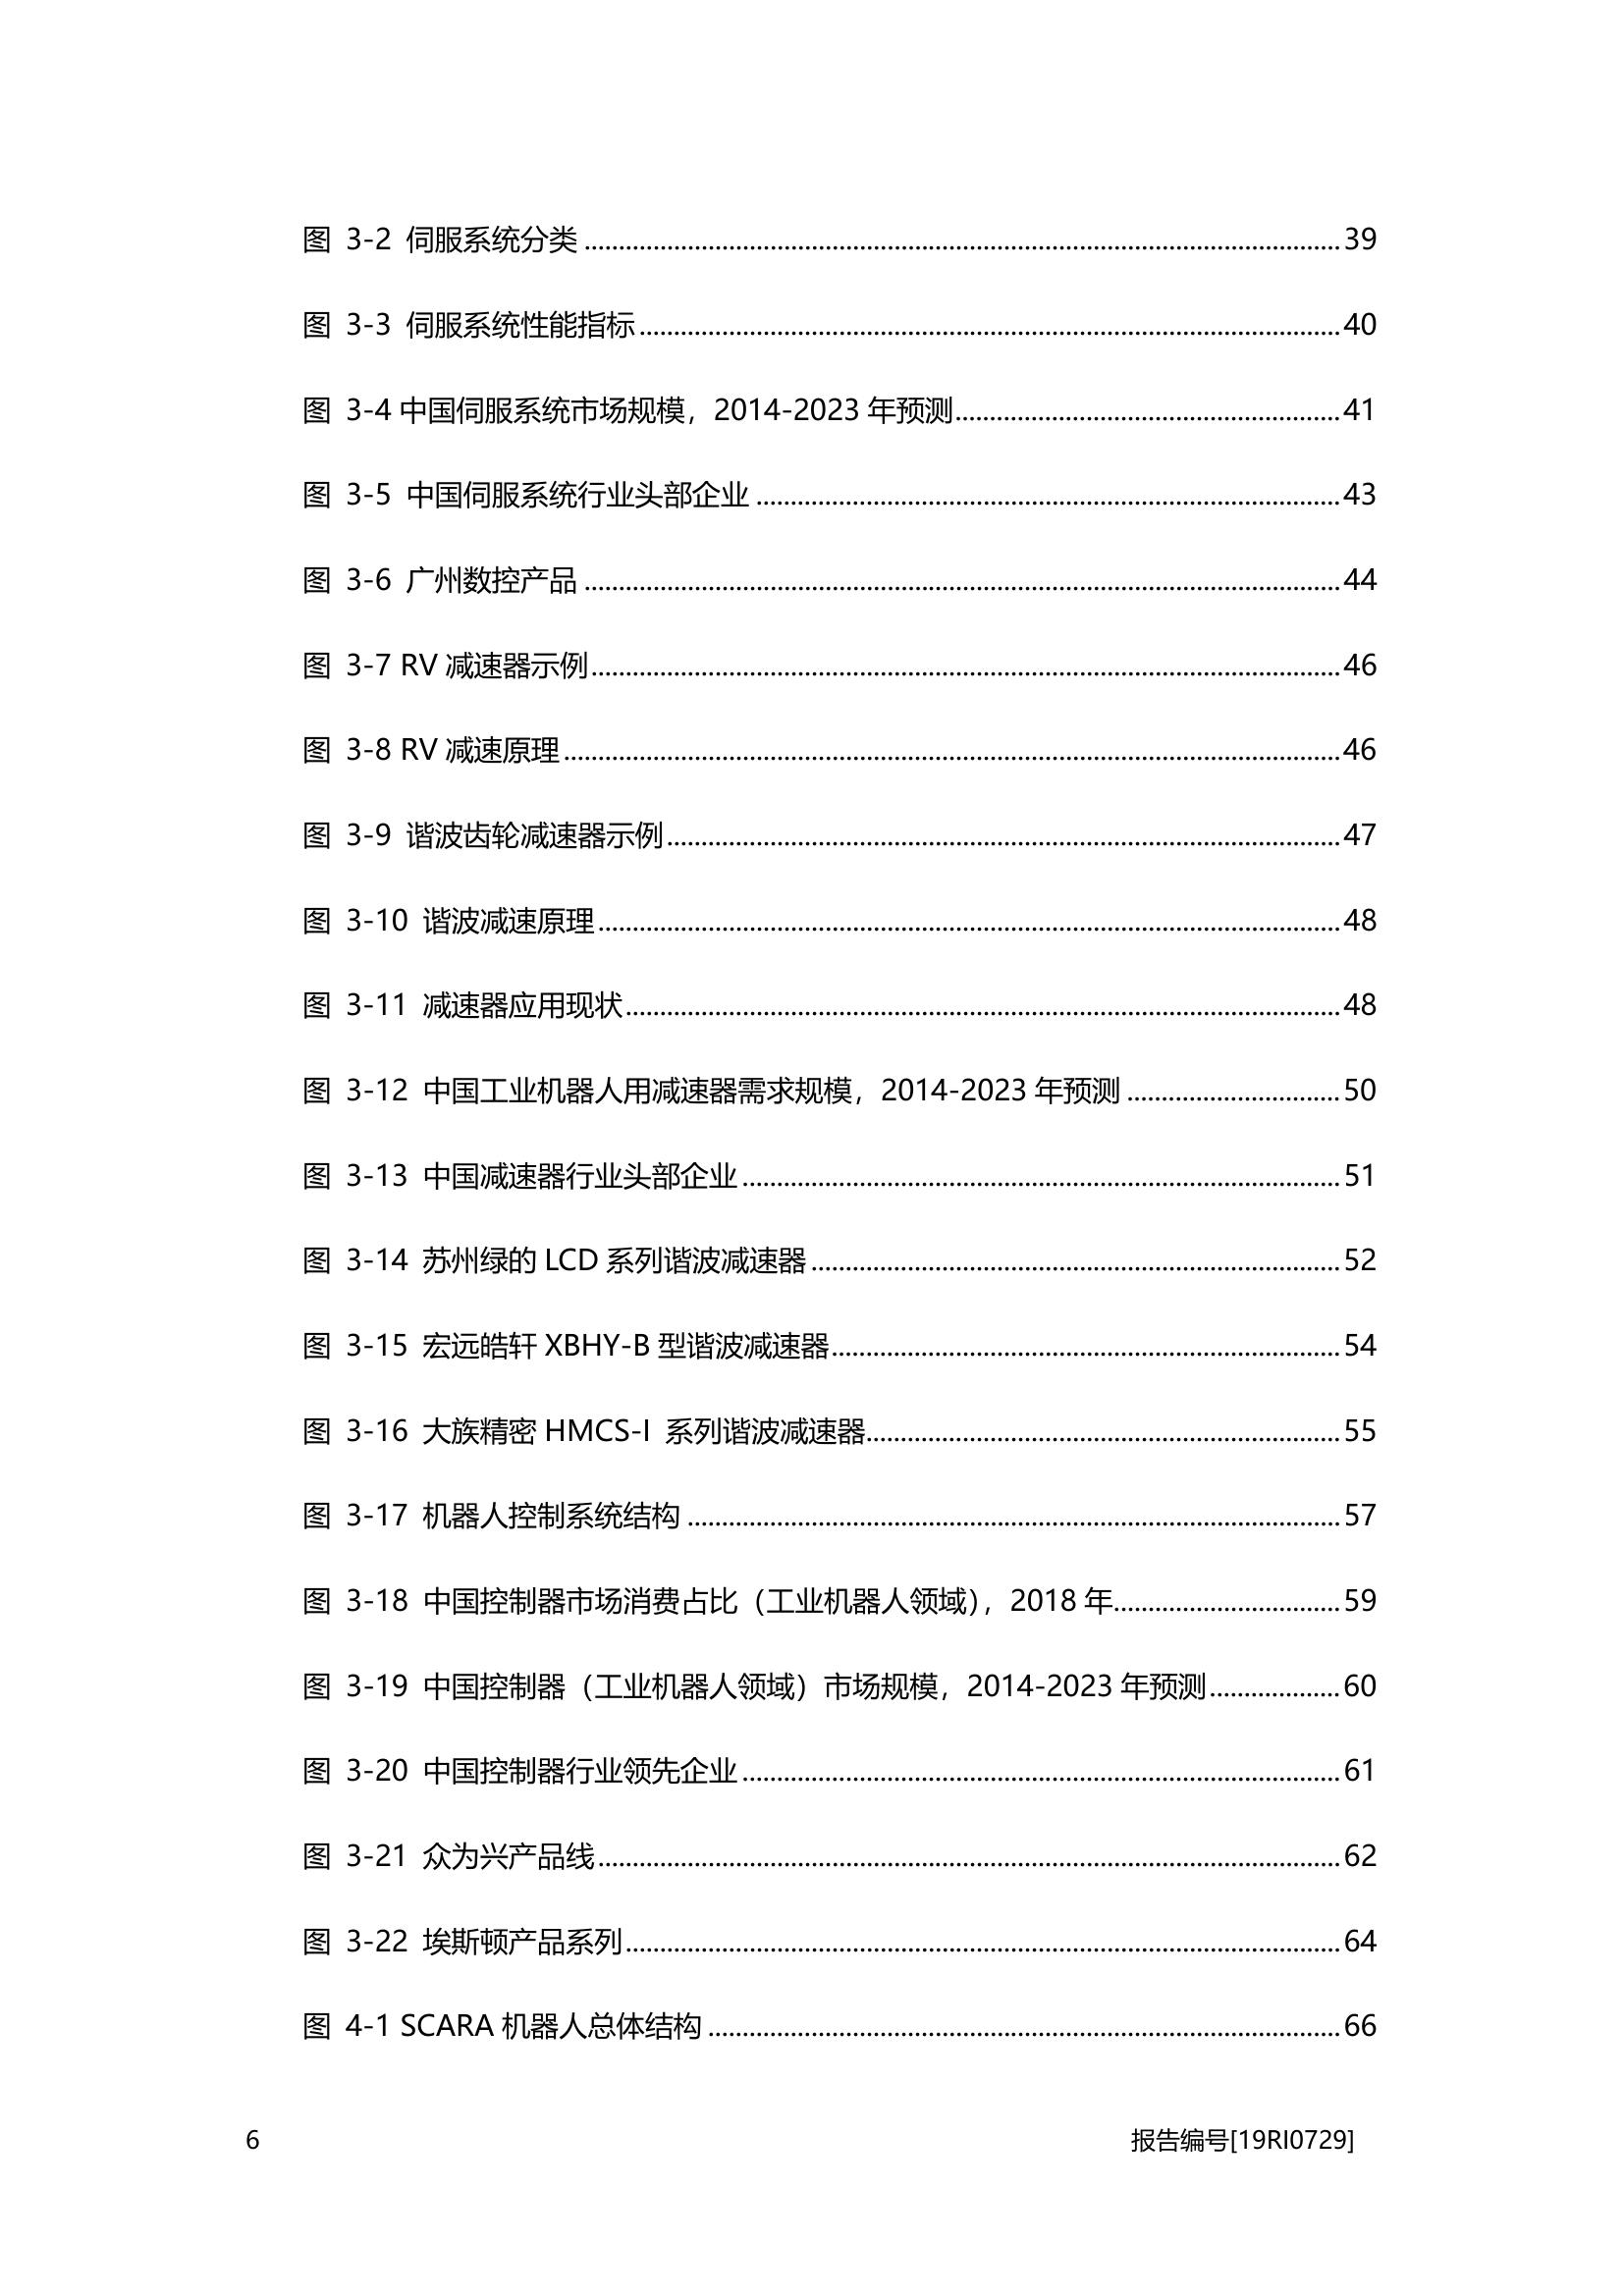 图 3-2 伺服系统分类 ........ 39
图 3-3 伺服系统性能指标 ........ 40
图 3-4 中国伺服系统市场规模，2014-2023 年预测 ........ 41
图 3-5 中国伺服系统行业头部企业 ........ 43
图 3-6 广州数控产品 ........ 44
图 3-7 RV 减速器示例 ........ 46
图 3-8 RV 减速原理 ........ 46
图 3-9 谐波齿轮减速器示例 ........ 47
图 3-10 谐波减速原理 ........ 48
图 3-11 减速器应用现状 ........ 48
图 3-12 中国工业机器人用减速器需求规模，2014-2023 年预测 ........ 50
图 3-13 中国减速器行业头部企业 ........ 51
图 3-14 苏州绿的 LCD 系列谐波减速器 ........ 52
图 3-15 宏远皓轩 XBHY-B 型谐波减速器 ........ 54
图 3-16 大族精密 HMCS-I 系列谐波减速器 ........ 55
图 3-17 机器人控制系统结构 ........ 57
图 3-18 中国控制器市场消费占比（工业机器人领域），2018 年 ........ 59
图 3-19 中国控制器（工业机器人领域）市场规模，2014-2023 年预测 ........ 60
图 3-20 中国控制器行业领先企业 ........ 61
图 3-21 众为兴产品线 ........ 62
图 3-22 埃斯顿产品系列 ........ 64
图 4-1 SCARA 机器人总体结构 ........ 66
6 报告编号[19RI0729]